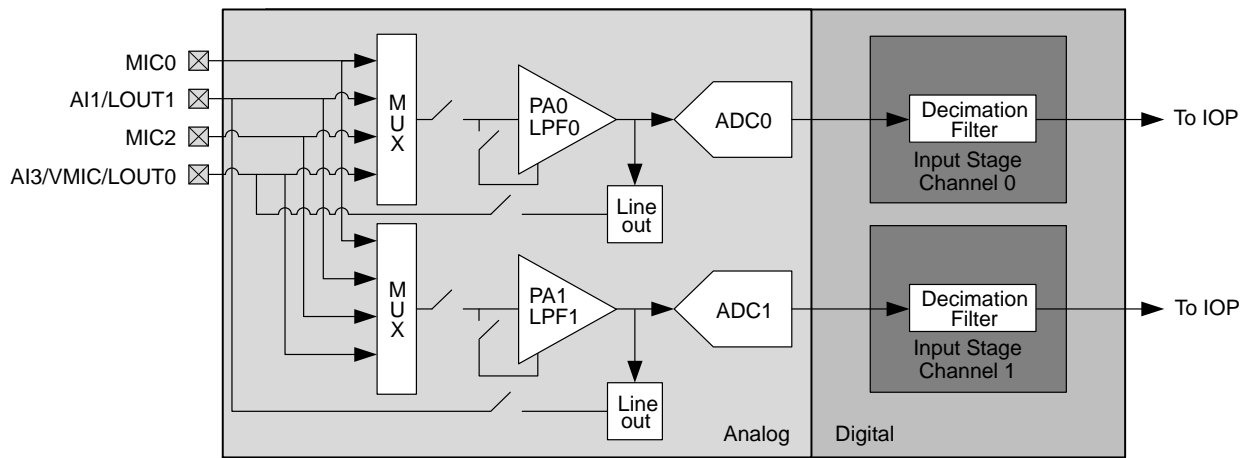 MIC0
AI1/LOUT1
MIC2
AI3/VMIC/LOUT0
M
U
X
PA0
LPF0
ADC0
Line
out
Decimation
Filter
Input Stage
Channel 0
To IOP
M
U
X
PA1
LPF1
ADC1
Line
out
Decimation
Filter
Input Stage
Channel 1
To IOP
Analog
Digital